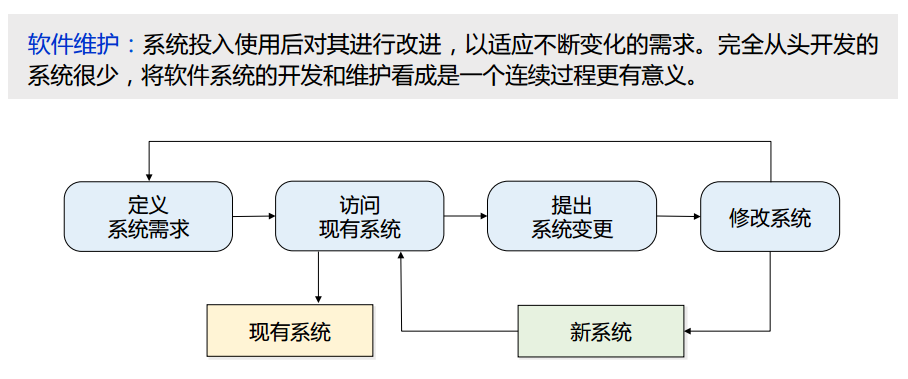 软件维护：系统投入使用后对其进行改进，以适应不断变化的需求。完全从头开发的
系统很少，将软件系统的开发和维护看成是一个连续过程更有意义。
定义
系统需求
访问
现有系统
提出
系统变更
修改系统
现有系统
新系统